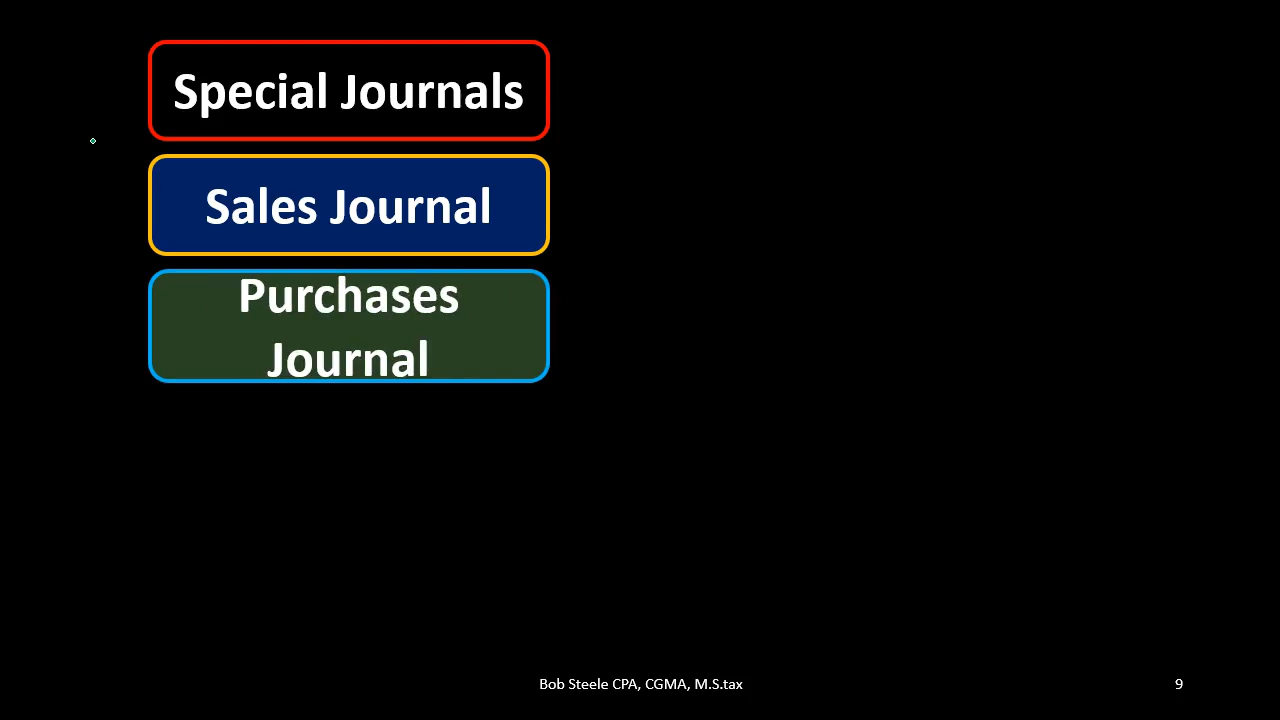 Special Journals
Sales Journal
Purchases
Journal
Bob Steele CPA, CGMA, M.S.tax
9